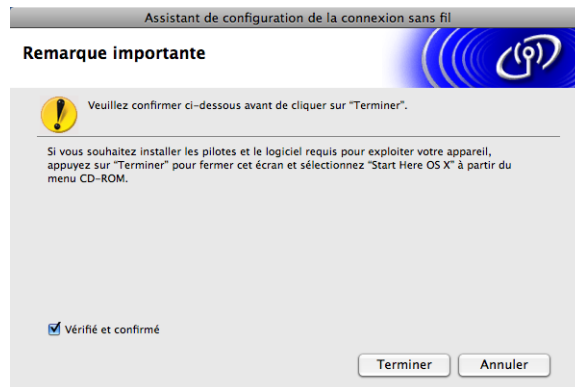 Assistant de configuration de la connexion sans fil
Remarque importante
Veuillez confirmer ci-dessous avant de cliquer sur “Terminer”.
Si vous souhaitez installer les pilotes et le logiciel requis pour exploiter votre appareil,
appuyez sur “Terminer” pour fermer cet écran et sélectionnez “Start Here OS X” à partir du
menu CD-ROM.
Vérifié et confirmé
Terminer
Annuler